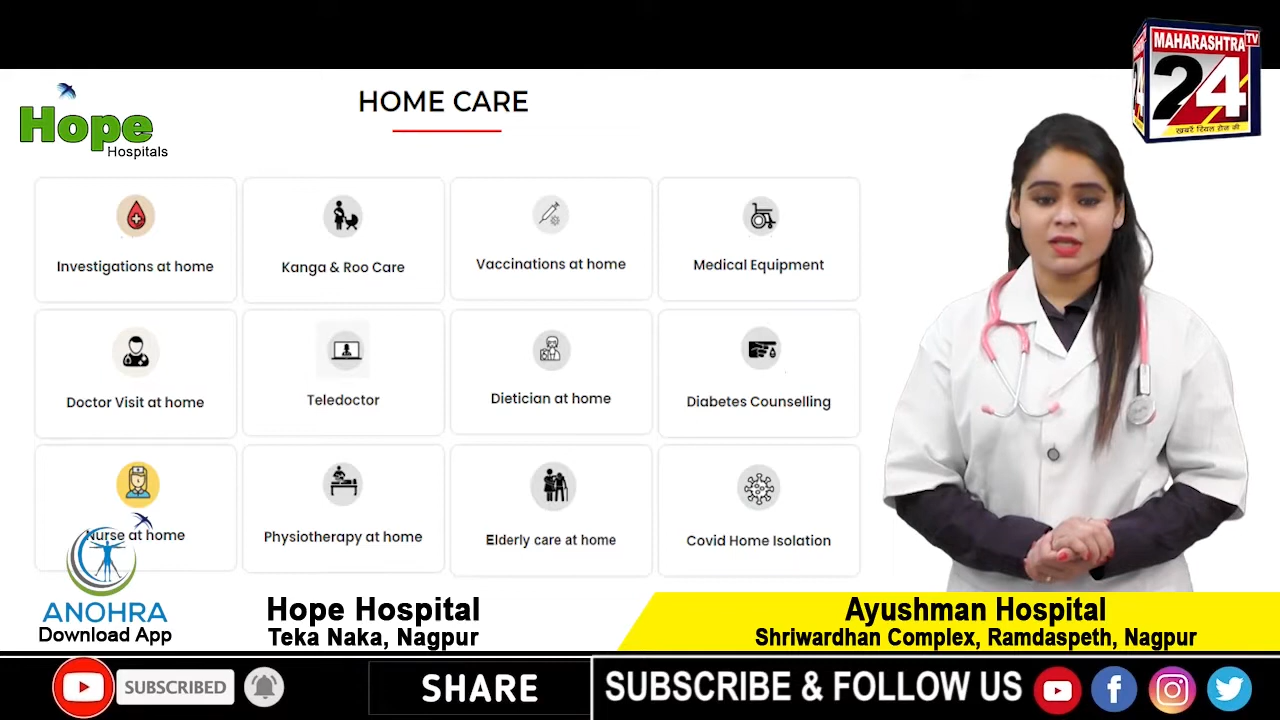 MAHARASHTRA
TV
24
खबरें रियल रोज की
Hope
Hospitals
HOME CARE
Investigations at home
Kanga & Roo Care
Vaccinations at home
Medical Equipment
Doctor Visit at home
Teledoctor
Dietician at home
Diabetes Counselling
Nurse at home
Physiotherapy at home
Elderly care at home
Covid Home Isolation
ANOHRA
Download App
Hope Hospital
Teka Naka, Nagpur
Ayushman Hospital
Shriwardhan Complex, Ramdaspeth, Nagpur
SUBSCRIBED
SHARE
SUBSCRIBE & FOLLOW US